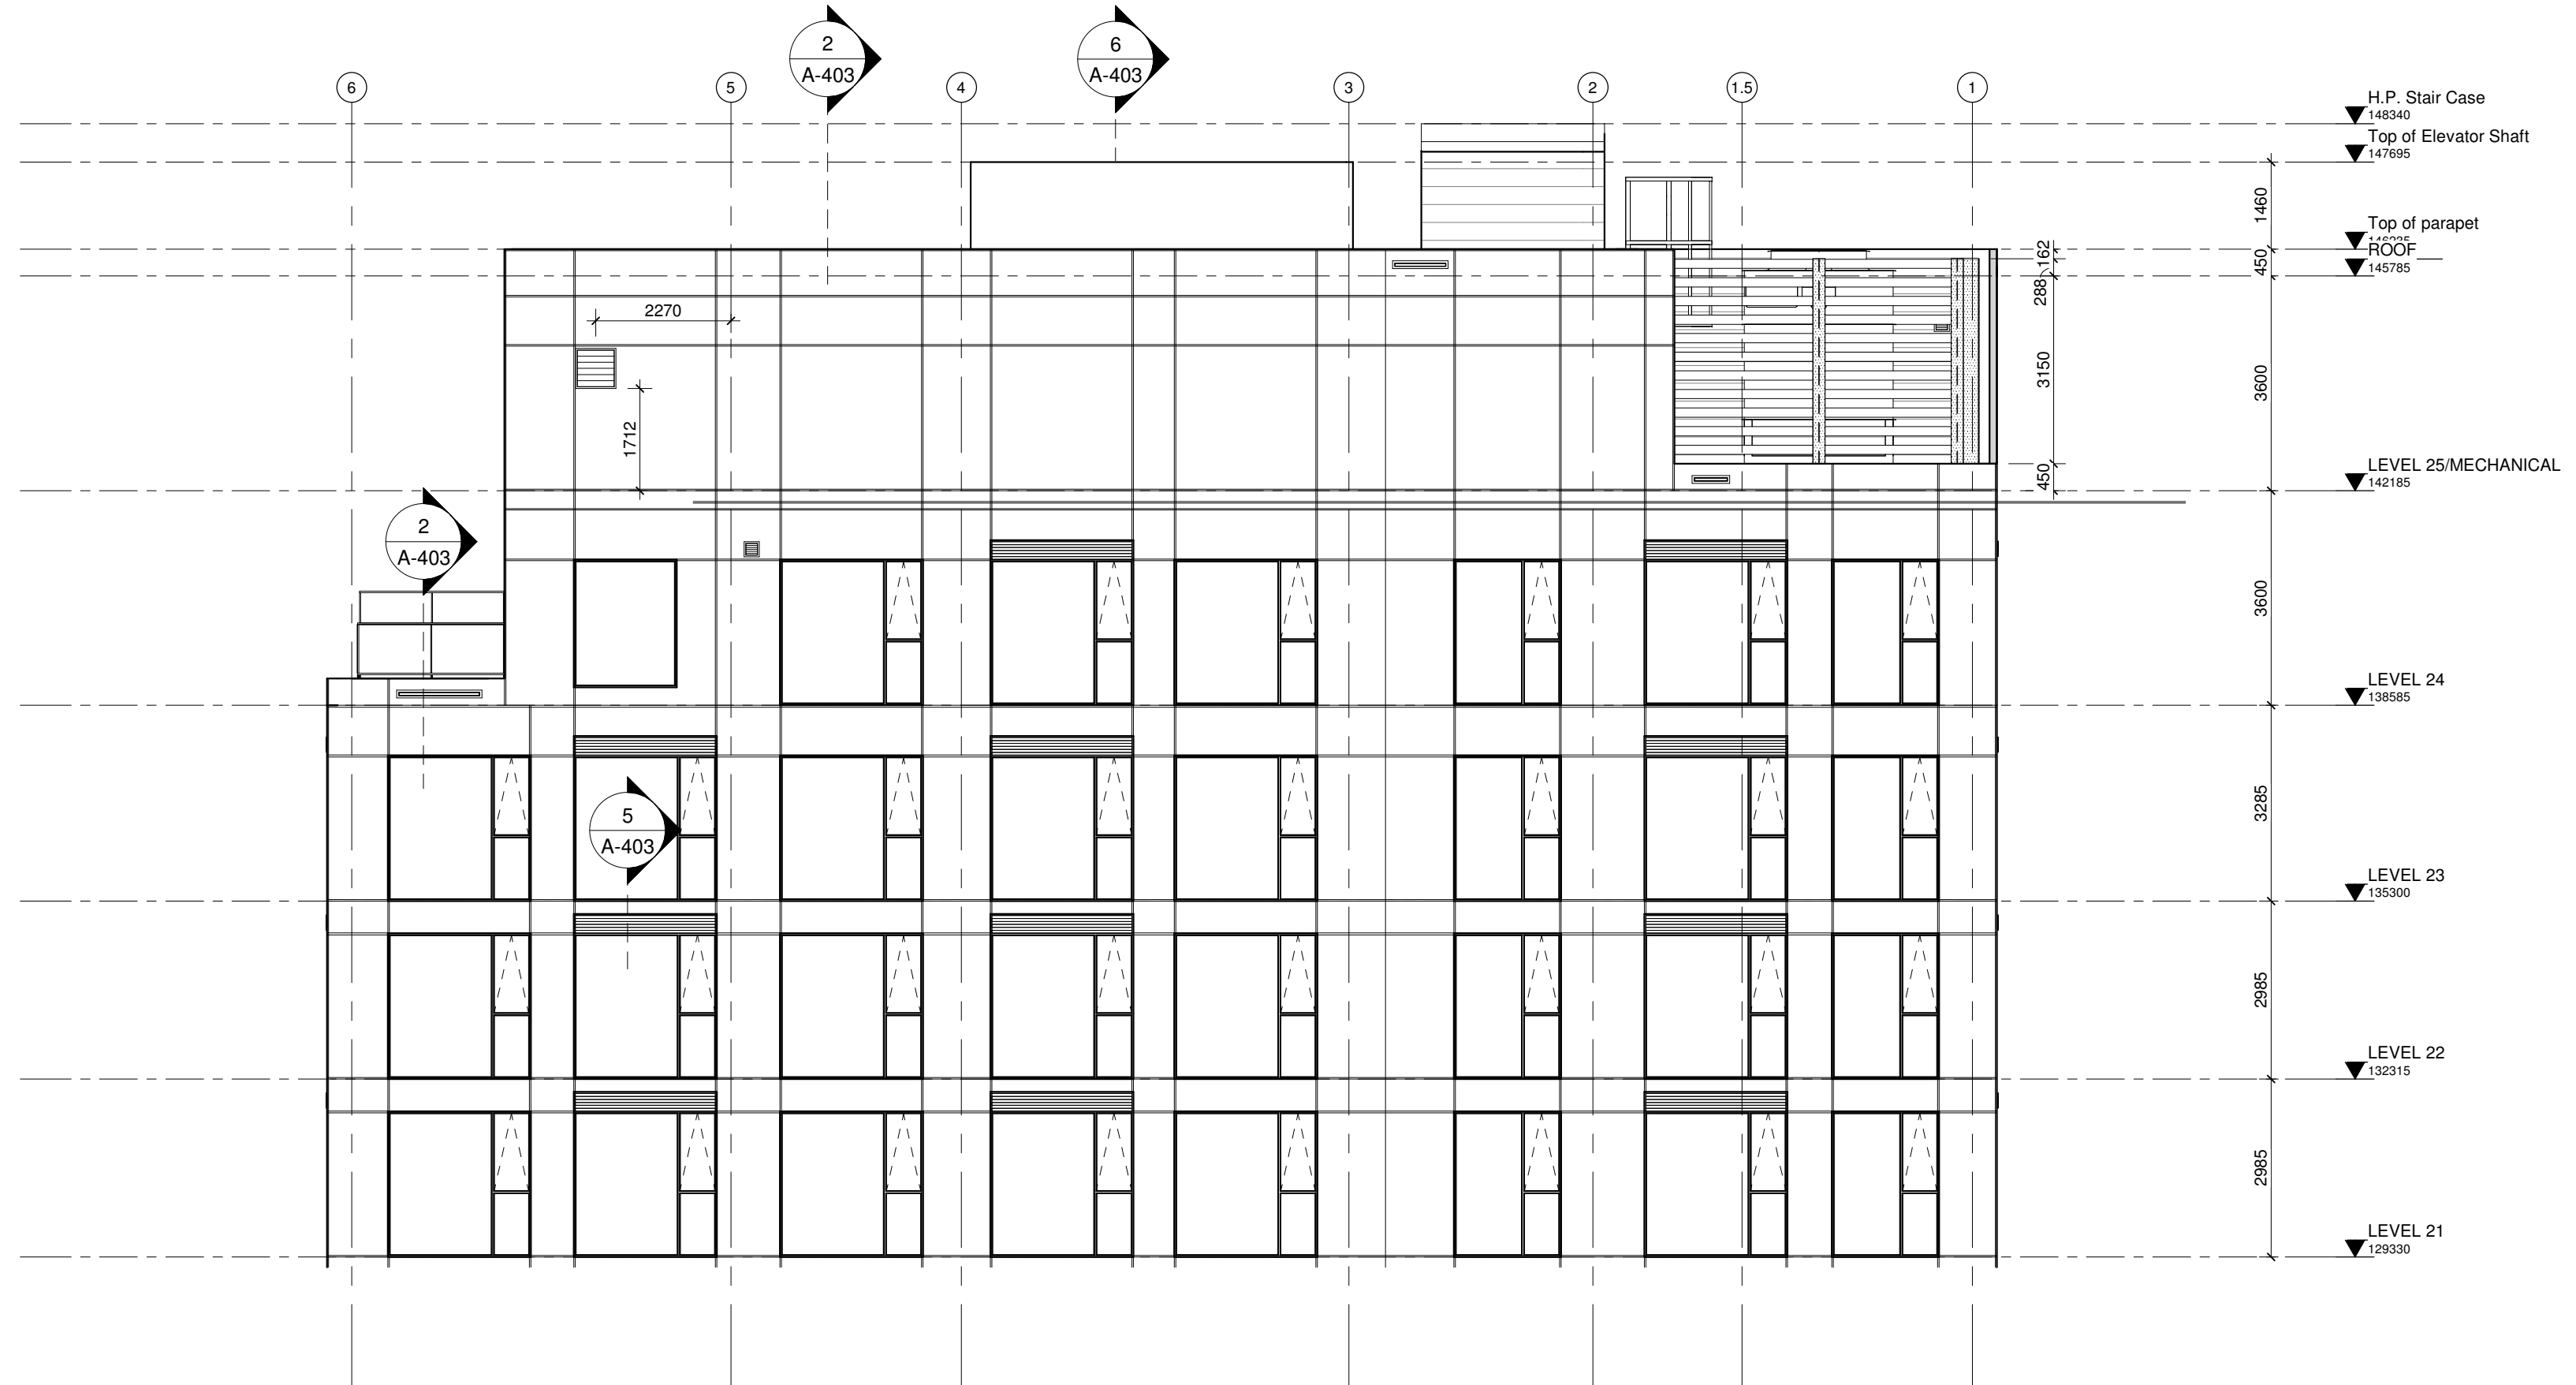 2
A-403
6
A-403
6
5
4
3
2
1.5
1
H.P. Stair Case
148340
Top of Elevator Shaft
147695
1460
Top of parapet
ROOF
145785
162
450
288
2270
3150
3600
1712
450
LEVEL 25/MECHANICAL
142185
2
A-403
3600
LEVEL 24
138585
3285
5
A-403
LEVEL 23
135300
2985
LEVEL 22
132315
2985
LEVEL 21
129330